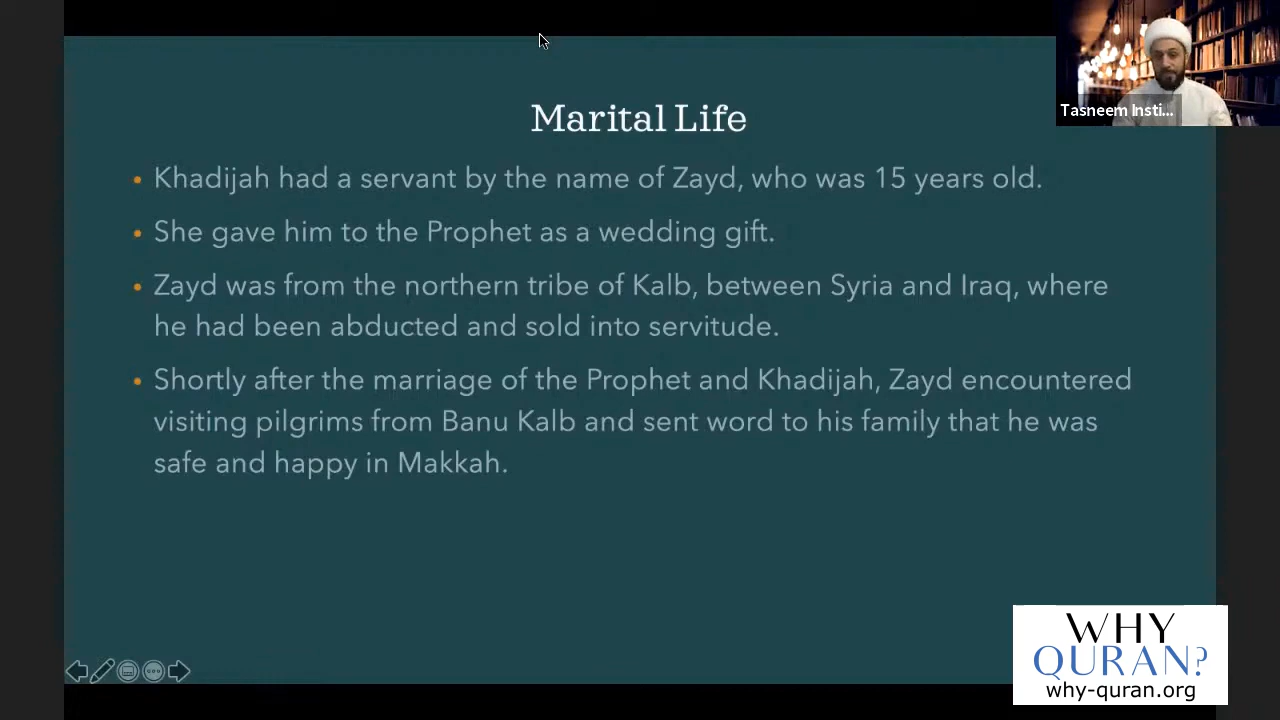 Marital Life
Khadijah had a servant by the name of Zayd, who was 15 years old.
She gave him to the Prophet as a wedding gift.
Zayd was from the northern tribe of Kalb, between Syria and Iraq, where
he had been abducted and sold into servitude.
Shortly after the marriage of the Prophet and Khadijah, Zayd encountered
visiting pilgrims from Banu Kalb and sent word to his family that he was
safe and happy in Makkah.
Tasneem Insti...
WHY
QURAN?
why-quran.org